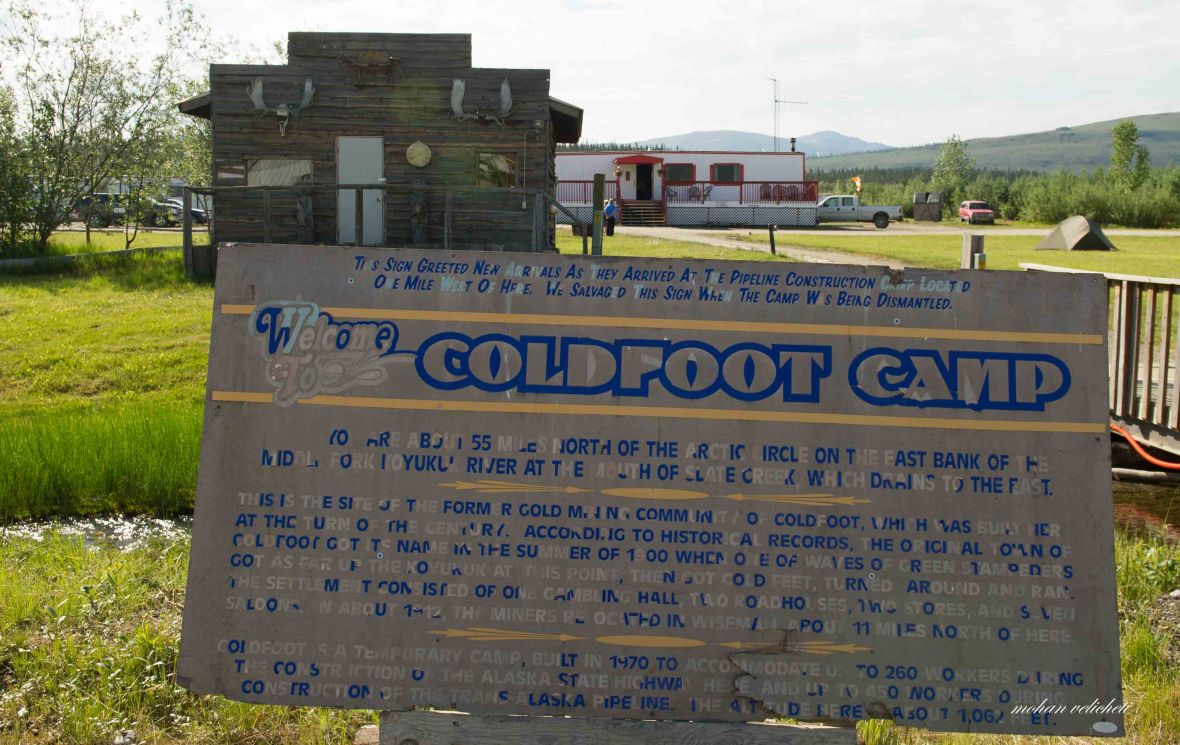 THIS SIGN GREETED NEW ARRIVALS AS THEY ARRIVED AT THE PIPELINE CONSTRUCTION CAMP LOCATED
ONE MILE WEST OF HERE. WE SALVAGED THIS SIGN WHEN THE CAMP WAS BEING DISMANTLED.
Welcome
To
COLDFOOT CAMP
YOU ARE ABOUT 55 MILES NORTH OF THE ARCTIC CIRCLE ON THE EAST BANK OF THE
MIDDLE FORK KOYUKUK RIVER AT THE MOUTH OF SLATE CREEK, WHICH DRAINS TO THE EAST.
THIS IS THE SITE OF THE FORMER GOLD MINING COMMUNITY OF COLDFOOT, WHICH WAS BUILT HERE
AT THE TURN OF THE CENTURY. ACCORDING TO HISTORICAL RECORDS, THE ORIGINAL TOWN OF
COLDFOOT GOT ITS NAME IN THE SUMMER OF 1900 WHEN ONE OF WAVES OF GREEN STAMPEDERS
GOT AS FAR UP THE KOYUKUK AT THIS POINT, THEN GOT COLD FEET, TURNED AROUND AND RAN.
THE SETTLEMENT CONSISTED OF ONE GAMBLING HALL, TWO ROADHOUSES, TWO STORES, AND SEVEN
SALOONS. IN ABOUT 1912, THE MINERS RELOCATED IN WISEMAN, ABOUT 11 MILES NORTH OF HERE.
COLDFOOT IS A TEMPORARY CAMP, BUILT IN 1970 TO ACCOMMODATE UP TO 260 WORKERS DURING
THE CONSTRUCTION OF THE ALASKA STATE HIGHWAY HERE AND UP TO 450 WORKERS DURING
CONSTRUCTION OF THE TRANS ALASKA PIPELINE. THE ALTITUDE HERE IS ABOUT 1,062 FEET.
mohan velicheti